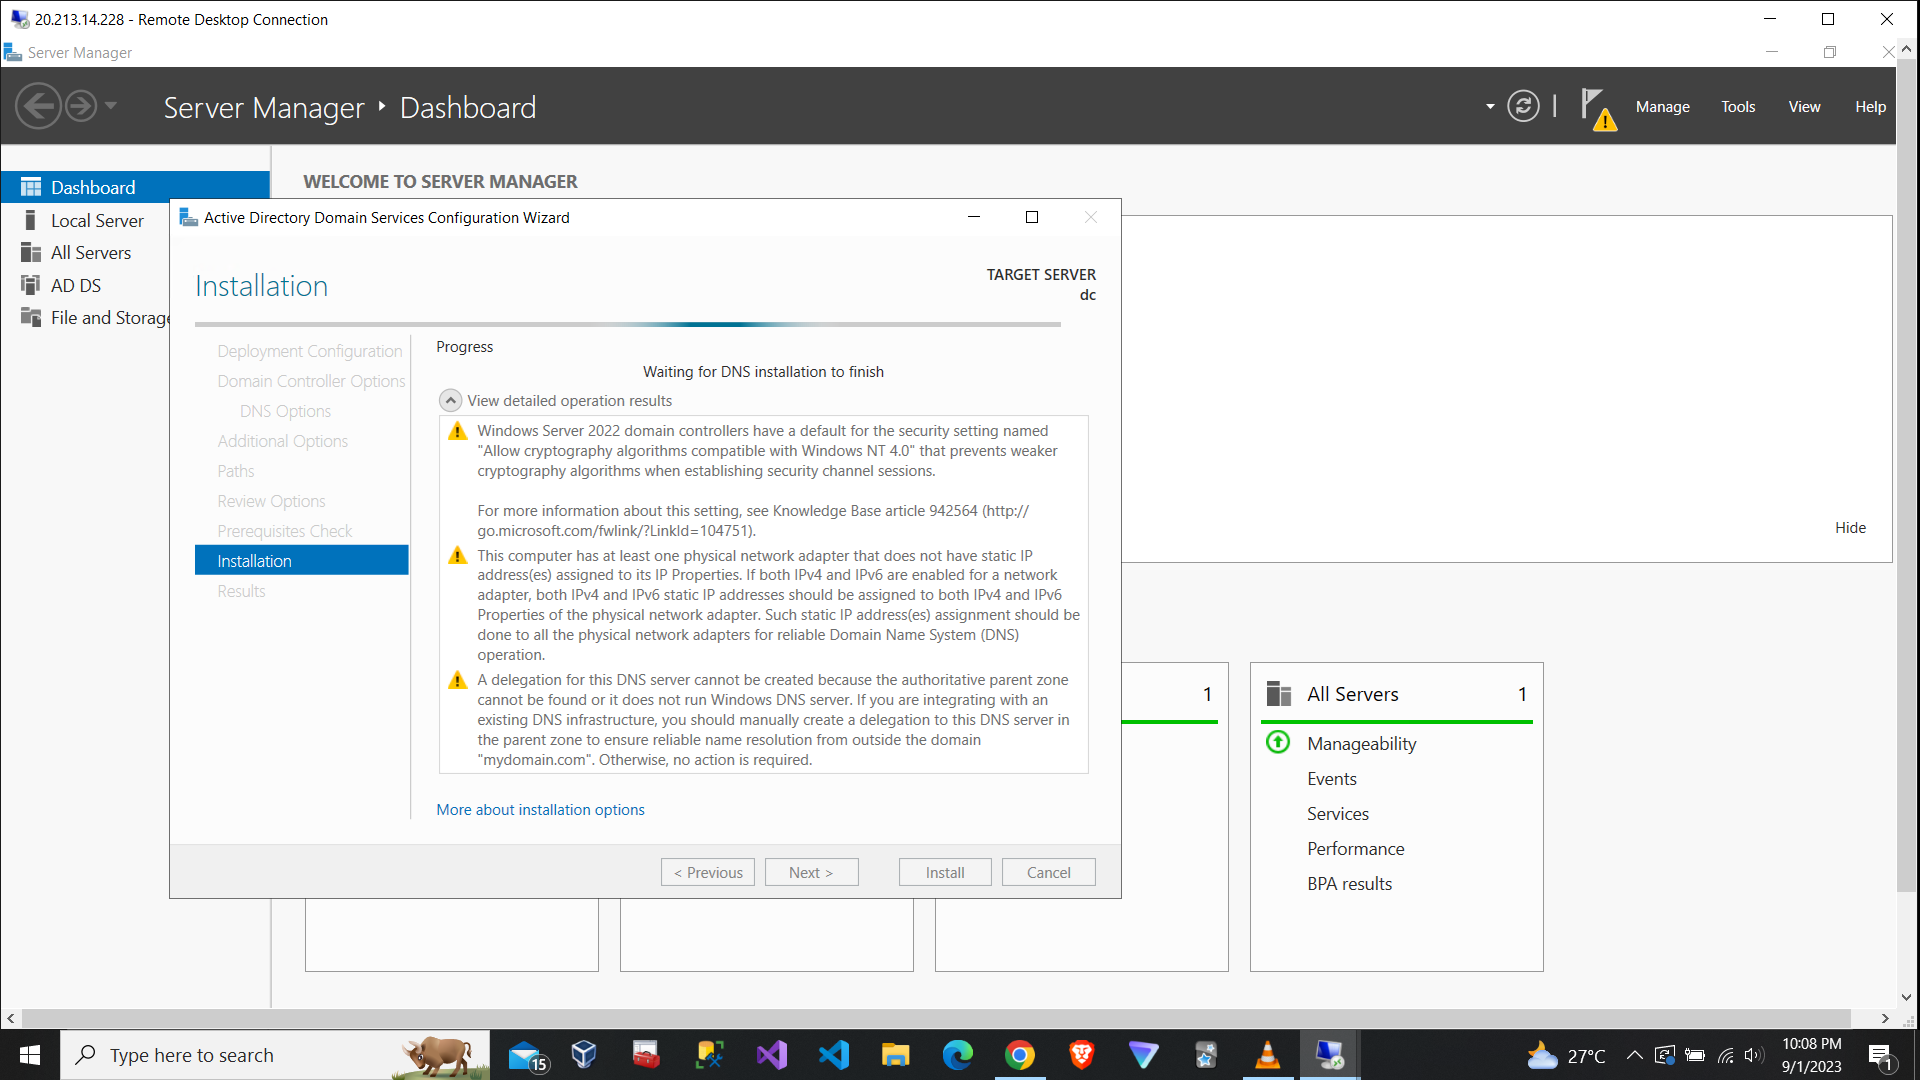 20.213.14.228 - Remote Desktop Connection
Server Manager
Server Manager ‣ Dashboard
Manage Tools View Help
Dashboard
Local Server
All Servers
AD DS
File and Storage
WELCOME TO SERVER MANAGER
Active Directory Domain Services Configuration Wizard
Installation
TARGET SERVER
dc
Deployment Configuration
Domain Controller Options
DNS Options
Additional Options
Paths
Review Options
Prerequisites Check
Installation
Results
Progress
Waiting for DNS installation to finish
View detailed operation results
Windows Server 2022 domain controllers have a default for the security setting named
"Allow cryptography algorithms compatible with Windows NT 4.0" that prevents weaker
cryptography algorithms when establishing security channel sessions.
For more information about this setting, see Knowledge Base article 942564 (http://
go.microsoft.com/fwlink/?LinkId=104751).
This computer has at least one physical network adapter that does not have static IP
address(es) assigned to its IP Properties. If both IPv4 and IPv6 are enabled for a network
adapter, both IPv4 and IPv6 static IP addresses should be assigned to both IPv4 and IPv6
Properties of the physical network adapter. Such static IP address(es) assignment should be
done to all the physical network adapters for reliable Domain Name System (DNS)
operation.
A delegation for this DNS server cannot be created because the authoritative parent zone
cannot be found or it does not run Windows DNS server. If you are integrating with an
existing DNS infrastructure, you should manually create a delegation to this DNS server in
the parent zone to ensure reliable name resolution from outside the domain
"mydomain.com". Otherwise, no action is required.
More about installation options
< Previous
Next >
Install
Cancel
Hide
1
All Servers 1
Manageability
Events
Services
Performance
BPA results
Type here to search
15
27°C
10:08 PM
9/1/2023
1